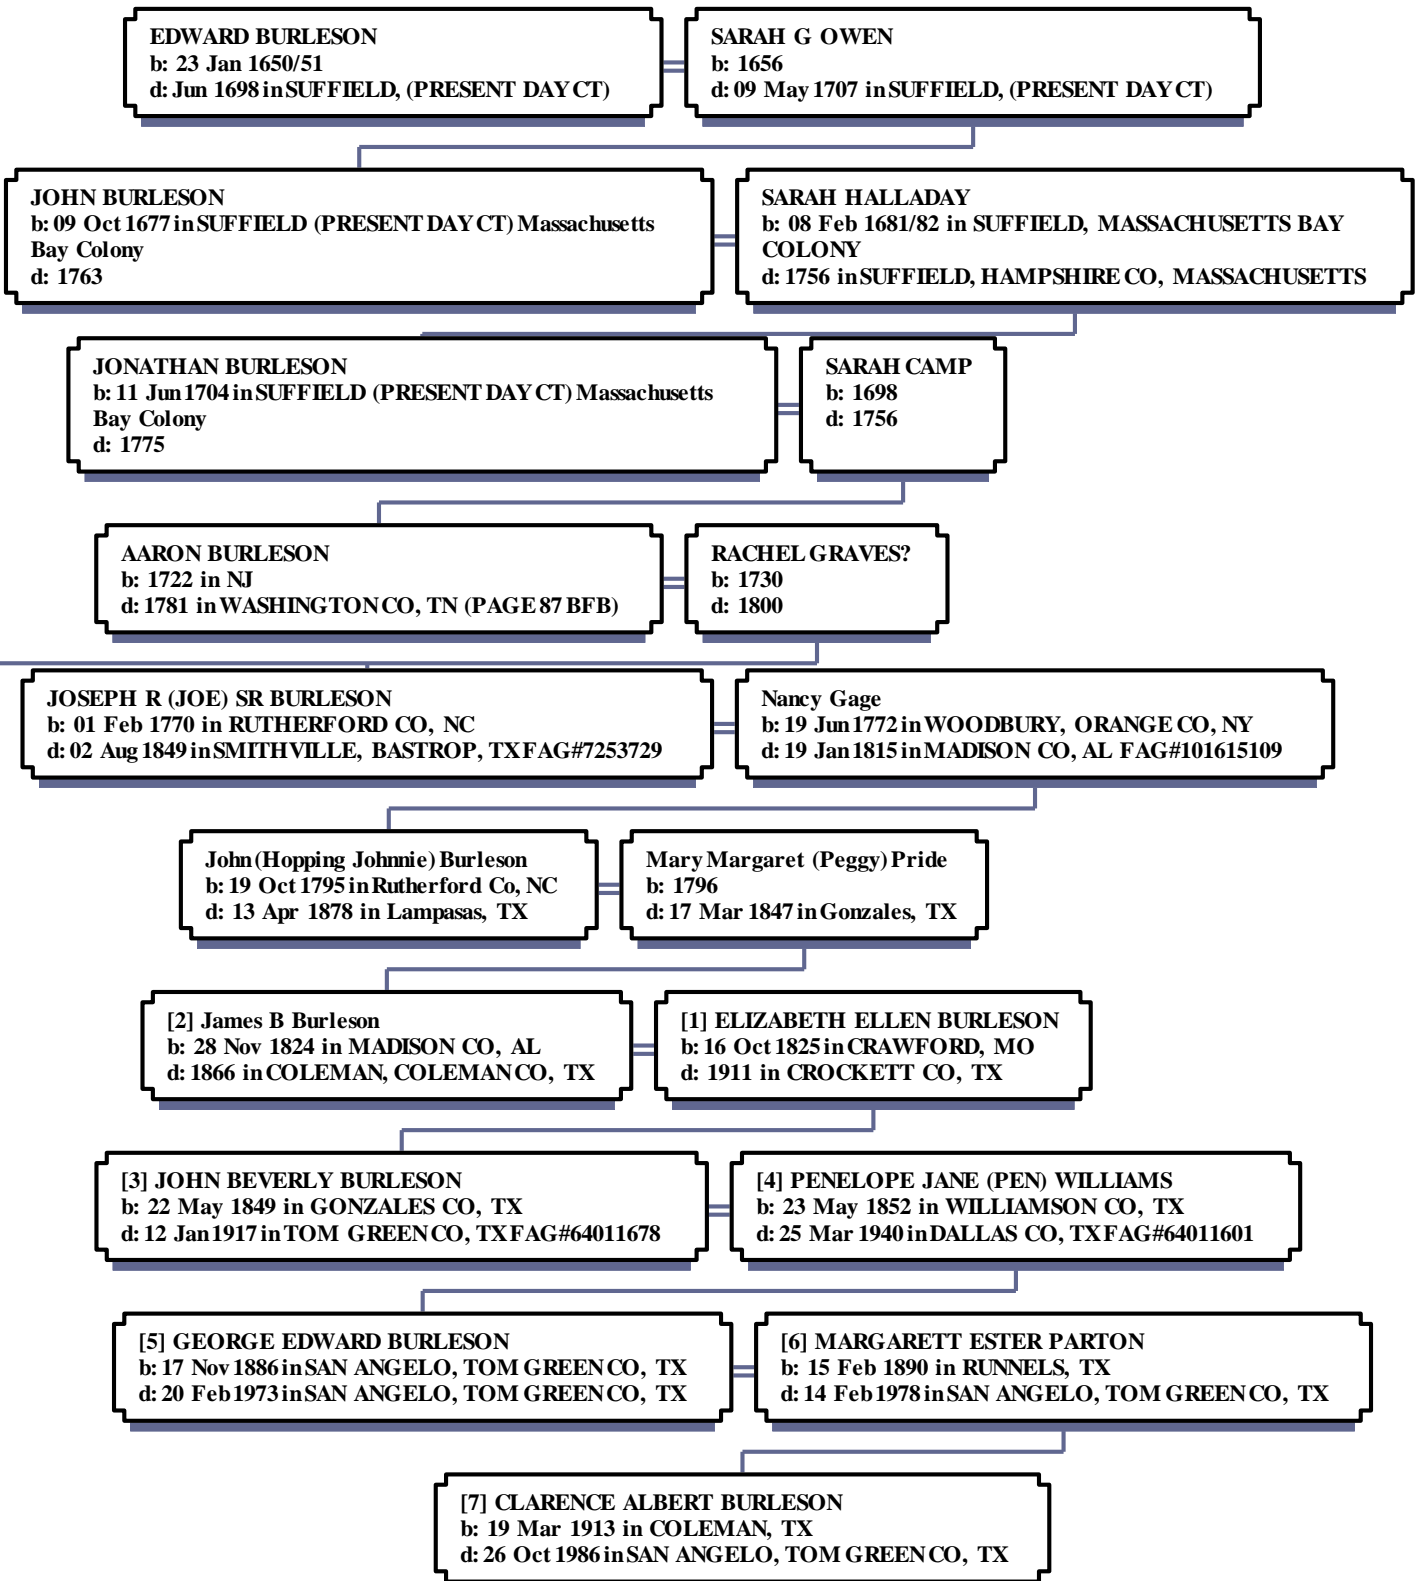 EDWARD BURLESON
b: 23 Jan 1650/51
d: Jun 1698 in SUFFIELD, (PRESENT DAY CT)
SARAH G OWEN
b: 1656
d: 09 May 1707 in SUFFIELD, (PRESENT DAY CT)
JOHN BURLESON
b: 09 Oct 1677 in SUFFIELD (PRESENT DAY CT) Massachusetts
Bay Colony
d: 1763
SARAH HALLADAY
b: 08 Feb 1681/82 in SUFFIELD, MASSACHUSETTS BAY
COLONY
d: 1756 in SUFFIELD, HAMPSHIRE CO, MASSACHUSETTS
JONATHAN BURLESON
b: 11 Jun 1704 in SUFFIELD (PRESENT DAY CT) Massachusetts
Bay Colony
d: 1775
SARAH CAMP
b: 1698
d: 1756
AARON BURLESON
b: 1722 in NJ
d: 1781 in WASHINGTON CO, TN (PAGE 87 BFB)
RACHEL GRAVES?
b: 1730
d: 1800
JOSEPH R (JOE) SR BURLESON
b: 01 Feb 1770 in RUTHERFORD CO, NC
d: 02 Aug 1849 in SMITHVILLE, BASTROP, TX FAG#7253729
Nancy Gage
b: 19 Jun 1772 in WOODBURY, ORANGE CO, NY
d: 19 Jan 1815 in MADISON CO, AL FAG#101615109
John (Hopping Johnnie) Burleson
b: 19 Oct 1795 in Rutherford Co, NC
d: 13 Apr 1878 in Lampasas, TX
Mary Margaret (Peggy) Pride
b: 1796
d: 17 Mar 1847 in Gonzales, TX
[2] James B Burleson
b: 28 Nov 1824 in MADISON CO, AL
d: 1866 in COLEMAN, COLEMAN CO, TX
[1] ELIZABETH ELLEN BURLESON
b: 16 Oct 1825 in CRAWFORD, MO
d: 1911 in CROCKETT CO, TX
[3] JOHN BEVERLY BURLESON
b: 22 May 1849 in GONZALES CO, TX
d: 12 Jan 1917 in TOM GREEN CO, TX FAG#64011678
[4] PENELOPE JANE (PEN) WILLIAMS
b: 23 May 1852 in WILLIAMSON CO, TX
d: 25 Mar 1940 in DALLAS CO, TX FAG#64011601
[5] GEORGE EDWARD BURLESON
b: 17 Nov 1886 in SAN ANGELO, TOM GREEN CO, TX
d: 20 Feb 1973 in SAN ANGELO, TOM GREEN CO, TX
[6] MARGARETT ESTER PARTON
b: 15 Feb 1890 in RUNNELS, TX
d: 14 Feb 1978 in SAN ANGELO, TOM GREEN CO, TX
[7] CLARENCE ALBERT BURLESON
b: 19 Mar 1913 in COLEMAN, TX
d: 26 Oct 1986 in SAN ANGELO, TOM GREEN CO, TX